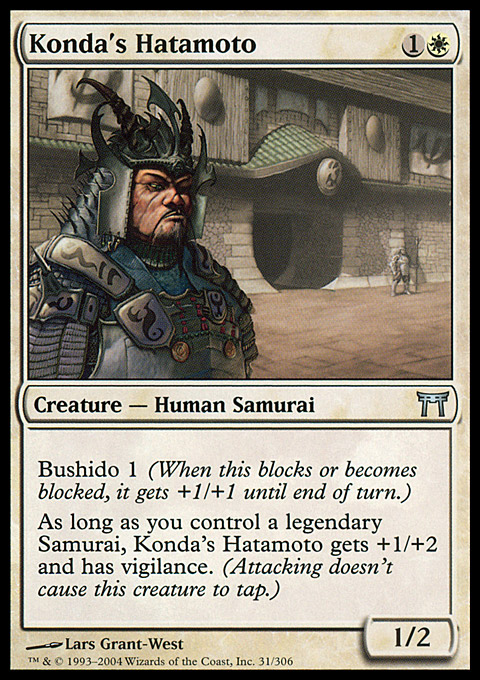 Konda's Hatamoto 1
Creature — Human Samurai
Bushido 1 (When this blocks or becomes
blocked, it gets +1/+1 until end of turn.)
As long as you control a legendary
Samurai, Konda's Hatamoto gets +1/+2
and has vigilance. (Attacking doesn't
cause this creature to tap.)
Lars Grant-West
1/2
™ & © 1993–2004 Wizards of the Coast, Inc. 31/306